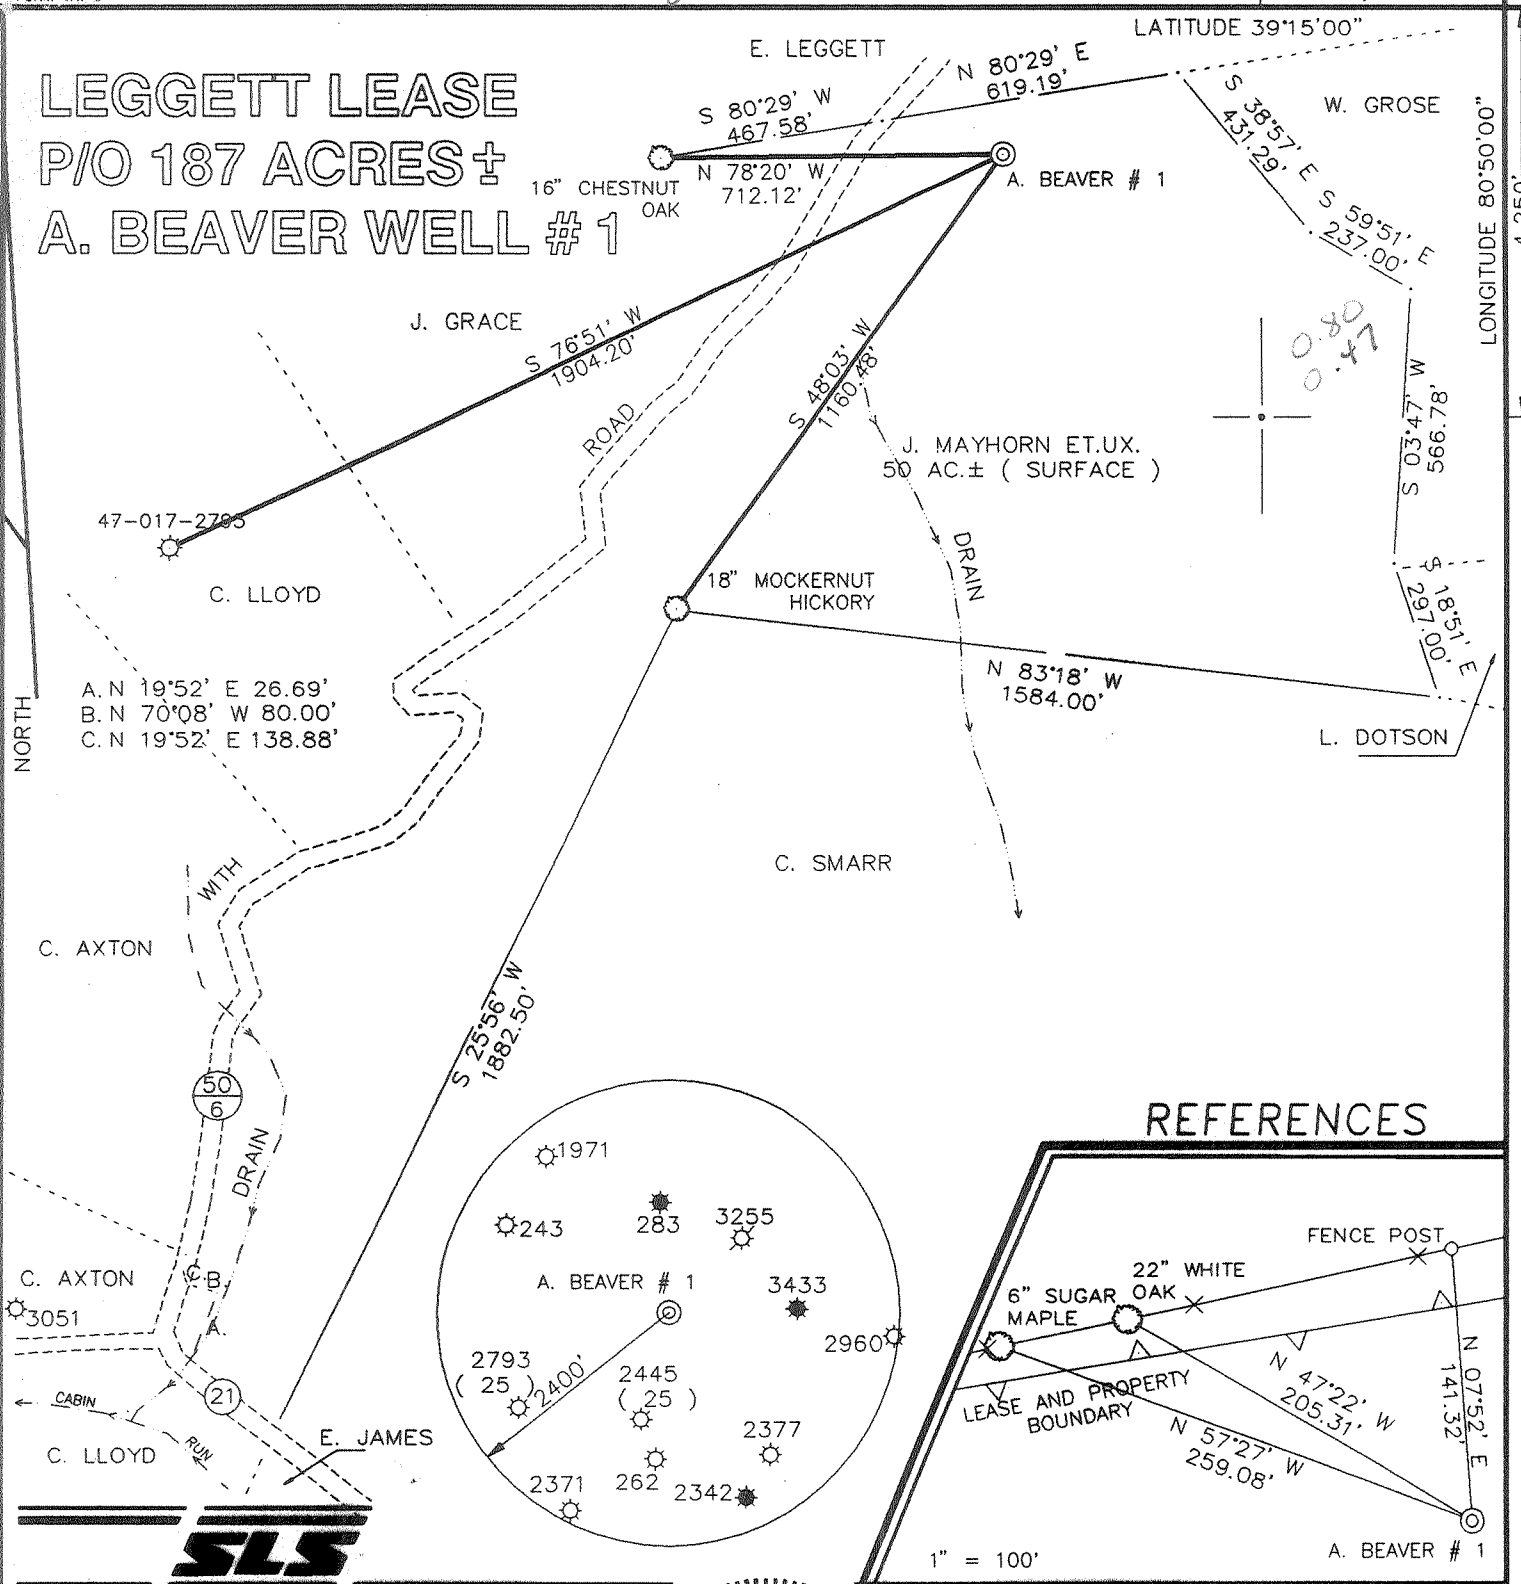 LATITUDE 39°15'00"
E. LEGGETT
LEGGETT LEASE
P/O 187 ACRES±
A. BEAVER WELL # 1
S 80°29' W
467.58'
N 80°29' E
619.19'
W. GROSE
S 38°57' E
431.29'
S 59°51' E
237.00'
LONGITUDE 80°50'00"
16" CHESTNUT
OAK
N 78°20' W
712.12'
A. BEAVER # 1
J. GRACE
S 76°51' W
1904.20'
S 48°03' W
1160.48'
0.80
0.47
ROAD
J. MAYHORN ET.UX.
50 AC.± ( SURFACE )
S 03°47' W
566.78'
47-017-2793
C. LLOYD
18" MOCKERNUT
HICKORY
DRAIN
S 18°51' E
297.00'
N 83°18' W
1584.00'
L. DOTSON
NORTH
A. N 19°52' E 26.69'
B. N 70°08' W 80.00'
C. N 19°52' E 138.88'
C. SMARR
WITH
C. AXTON
S 25°56' W
1882.50'
50
6
DRAIN
C. AXTON
3051
C.
B.
A.
21
CABIN
RUN
C. LLOYD
E. JAMES
SLS
1971
243
283
3255
A. BEAVER # 1
3433
2960
2793
( 25 )
2400'
2445
( 25 )
2377
2371
262
2342
REFERENCES
FENCE POST
22" WHITE
OAK
6" SUGAR
MAPLE
LEASE AND PROPERTY
BOUNDARY
N 47°22' W
205.31'
N 57°27' W
259.08'
N 07°52' E
141.32'
1" = 100'
A. BEAVER # 1